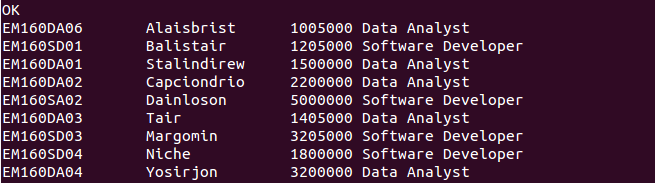 OK
EM160DA06 Alaisbrist 1005000 Data Analyst
EM160SD01 Balistair 1205000 Software Developer
EM160DA01 Stalindirew 1500000 Data Analyst
EM160DA02 Capciondrio 2200000 Data Analyst
EM160SA02 Dainloson 5000000 Software Developer
EM160DA03 Tair 1405000 Data Analyst
EM160SD03 Margomin 3205000 Software Developer
EM160SD04 Niche 1800000 Software Developer
EM160DA04 Yosirjon 3200000 Data Analyst